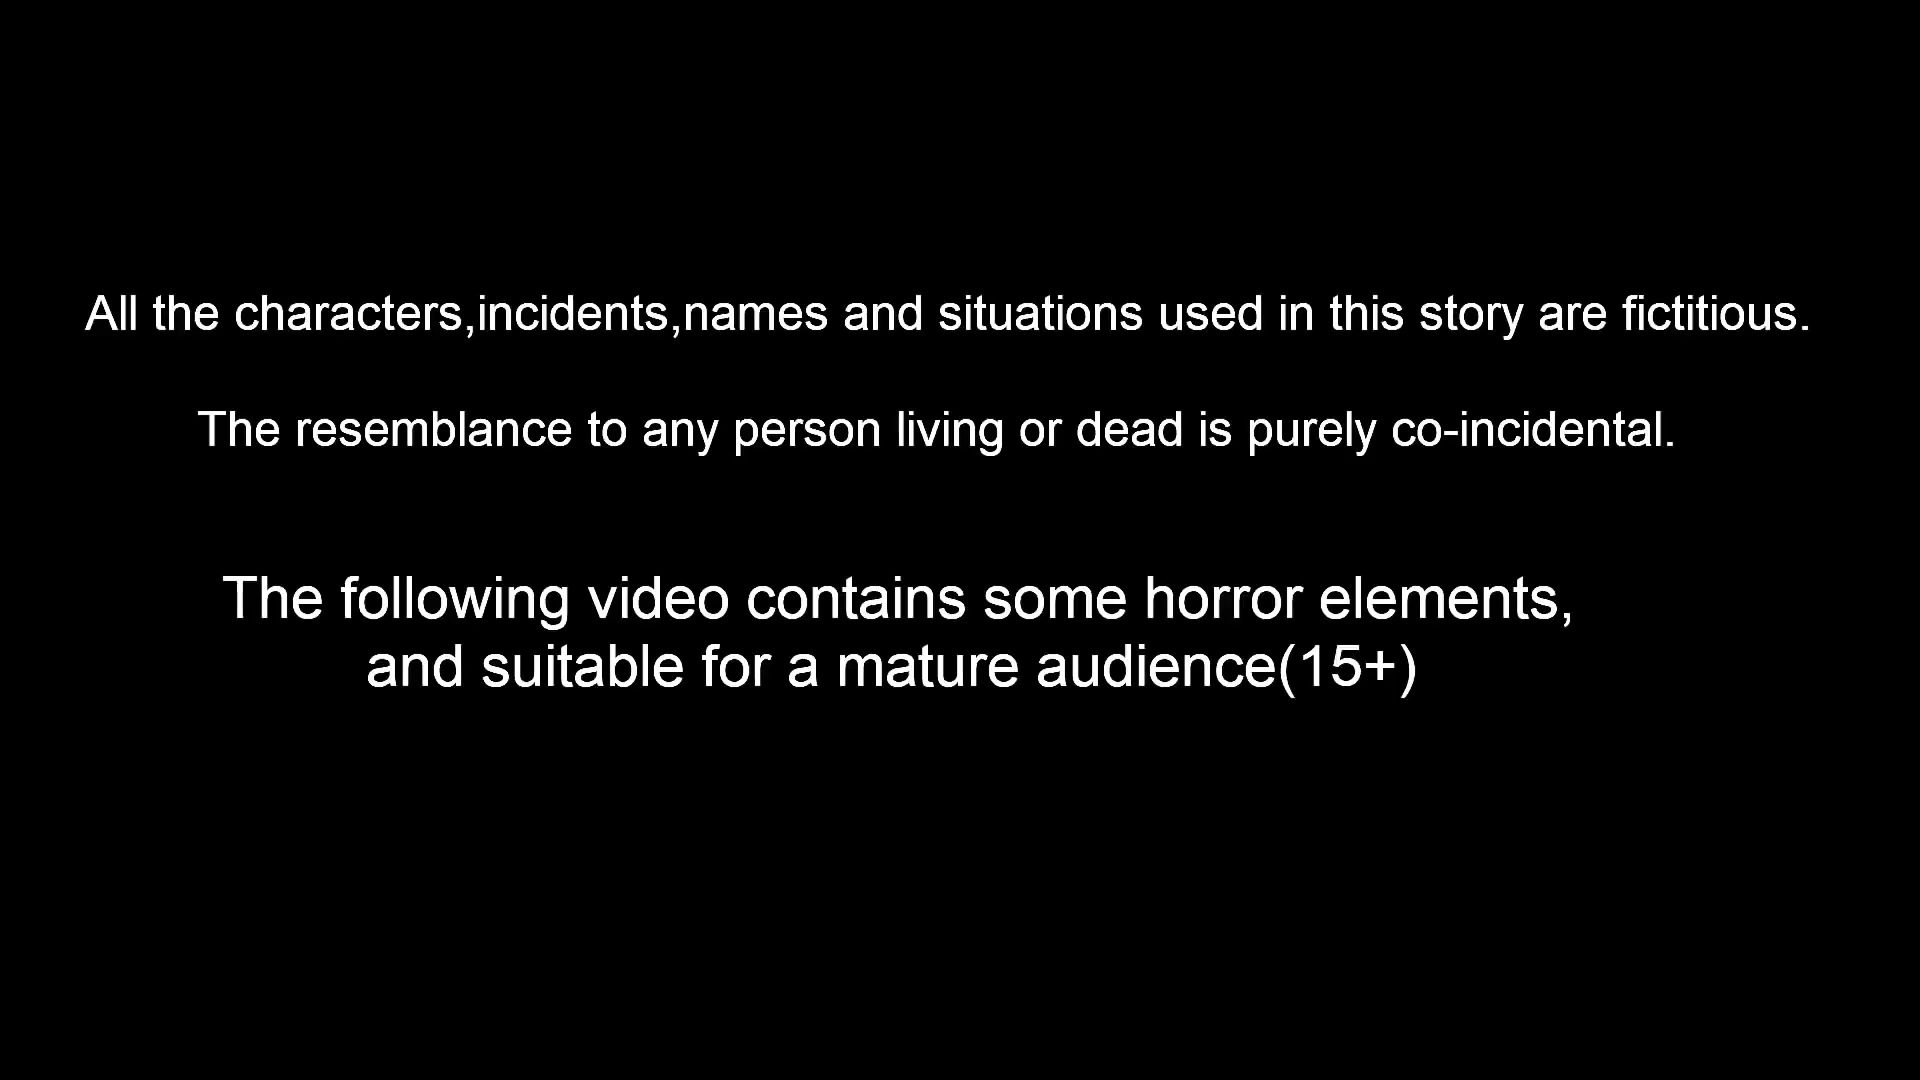 All the characters,incidents,names and situations used in this story are fictitious.
The resemblance to any person living or dead is purely co-incidental.
The following video contains some horror elements,
and suitable for a mature audience(15+)